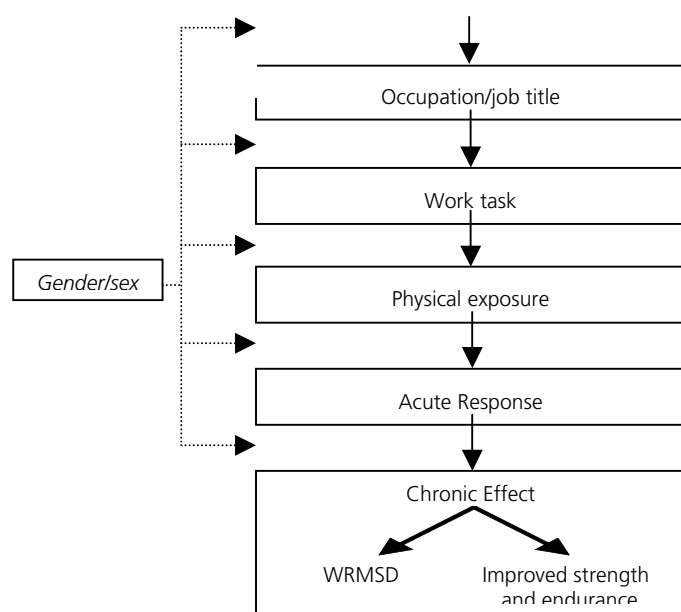 Occupation/job title
Work task
Gender/sex
Physical exposure
Acute Response
Chronic Effect
WRMSD
Improved strength
and endurance